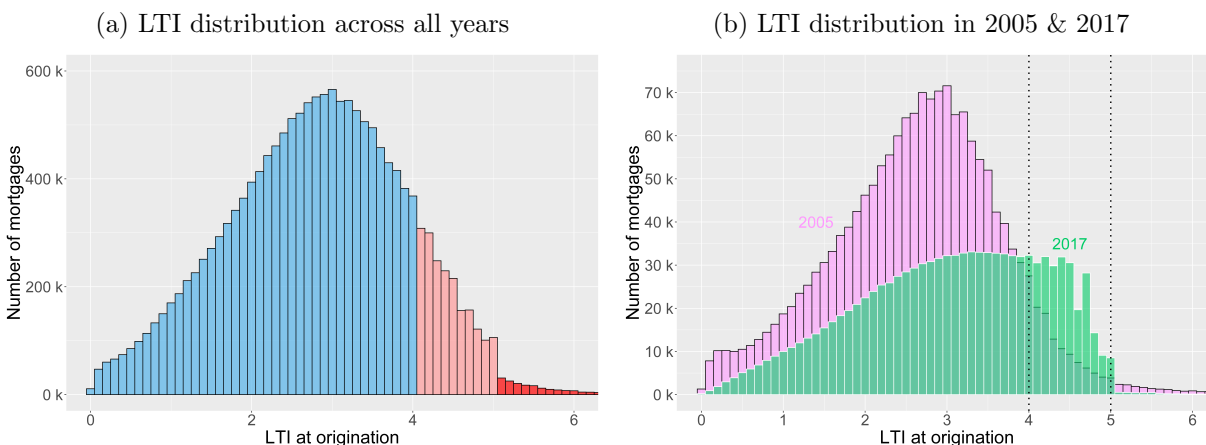 (a) LTI distribution across all years
600 k
400 k
200 k
0 k
0 2 4 6
Number of mortgages
LTI at origination
(b) LTI distribution in 2005 & 2017
70 k
60 k
50 k
40 k
30 k
20 k
10 k
0 k
0 1 2 3 4 5 6
Number of mortgages
LTI at origination
2005
2017